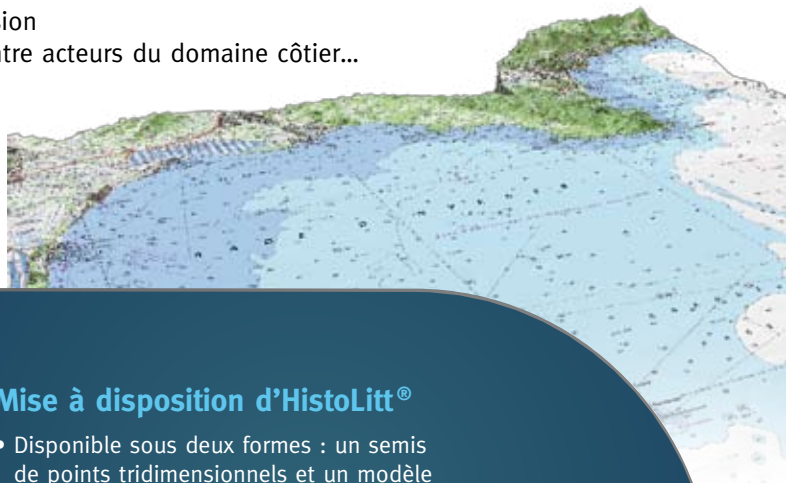 sion
ntre acteurs du domaine côtier…
Mise à disposition d’HistoLitt®
• Disponible sous deux formes : un semis
de points tridimensionnels et un modèle